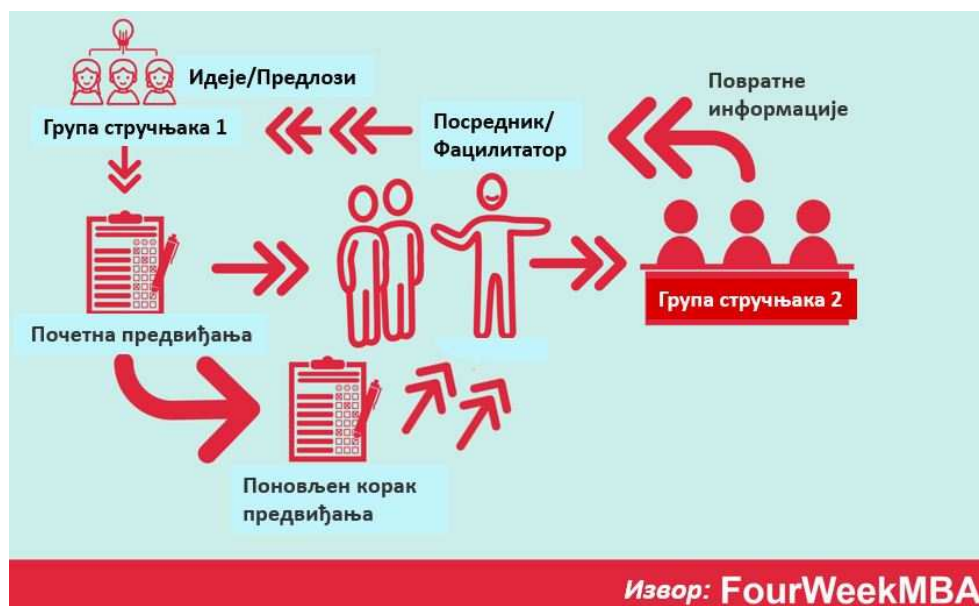 Идеје/Предлози
Група стручњака 1
Посредник/
Фацилитатор
Повратне
информације
Група стручњака 2
Почетна предвиђања
Поновљен корак
предвиђања
Извор: FourWeekMBA